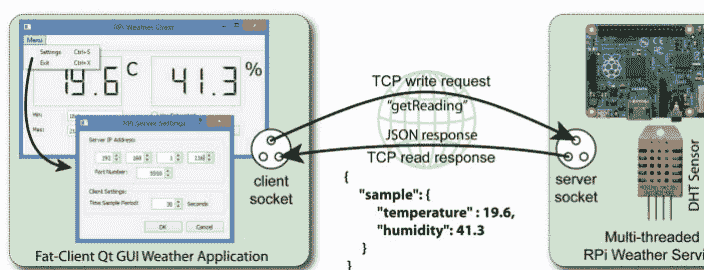 RPi Weather Client
Menu
Settings Ctrl+S
Exit Ctrl+X
19.6 C 41.3 %
Min:
Max:
RPi Server Settings
Server IP Address:
192 168 1
Port Number: 5555
Client Settings:
Time Sample Period: 30 Seconds
OK Cancel
Fat-Client Qt GUI Weather Application
client
socket
TCP write request
"getReading"
JSON response
TCP read response
{
"sample": {
"temperature" : 19.6,
"humidity": 41.3
}
}
server
socket
DHT Sensor
Multi-threaded
RPi Weather Servi